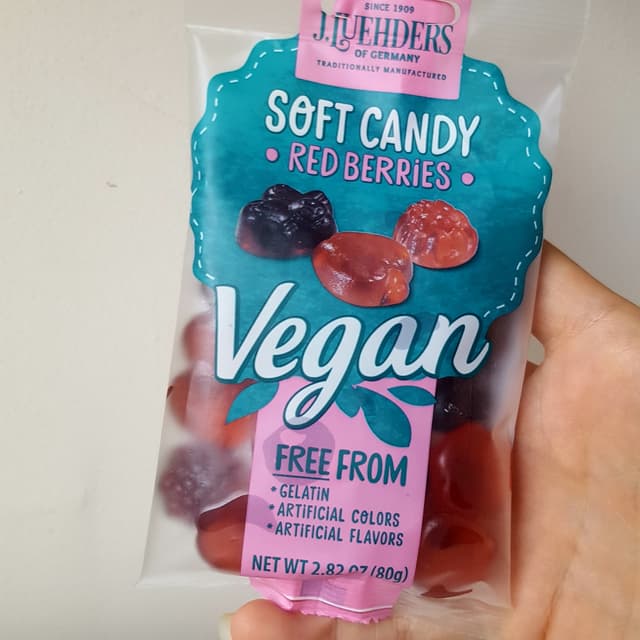 SINCE 1909
J.LUEHDERS
OF GERMANY
TRADITIONALLY MANUFACTURED
SOFT CANDY
• RED BERRiES •
Vegan
FREE FROM
*GELATIN
*ARTIFICIAL COLORS
*ARTIFICIAL FLAVORS
NET WT 2.82 OZ (80g)